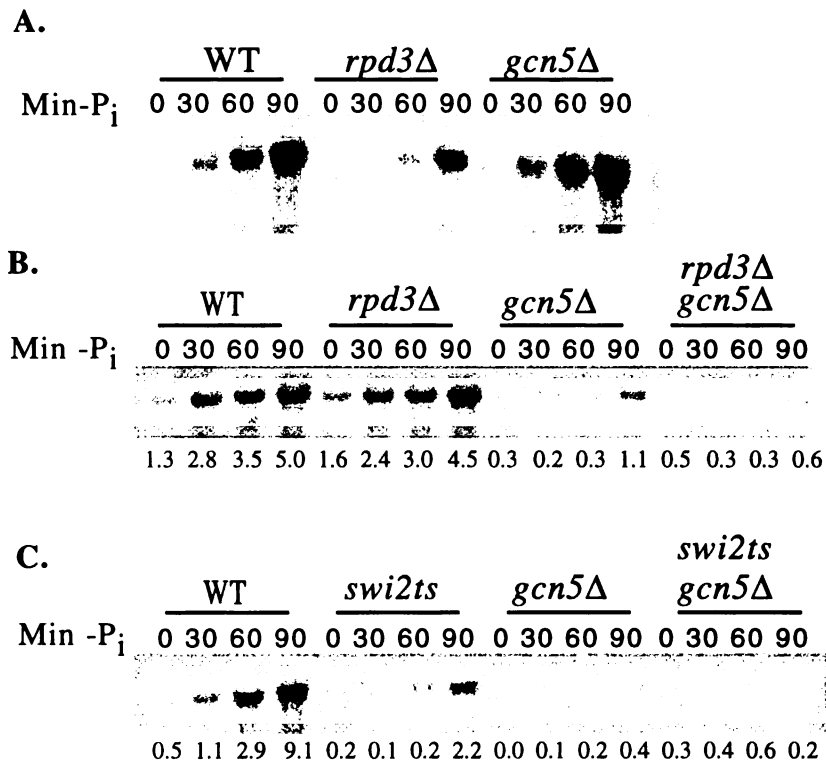 A.
WT rpd3Δ gcn5Δ
Min-Pi 0 30 60 90 0 30 60 90 0 30 60 90
B.
rpd3Δ
WT rpd3Δ gcn5Δ gcn5Δ
Min -Pi 0 30 60 90 0 30 60 90 0 30 60 90 0 30 60 90
1.3 2.8 3.5 5.0 1.6 2.4 3.0 4.5 0.3 0.2 0.3 1.1 0.5 0.3 0.3 0.6
C.
swi2ts
WT swi2ts gcn5Δ gcn5Δ
Min -Pi 0 30 60 90 0 30 60 90 0 30 60 90 0 30 60 90
0.5 1.1 2.9 9.1 0.2 0.1 0.2 2.2 0.0 0.1 0.2 0.4 0.3 0.4 0.6 0.2